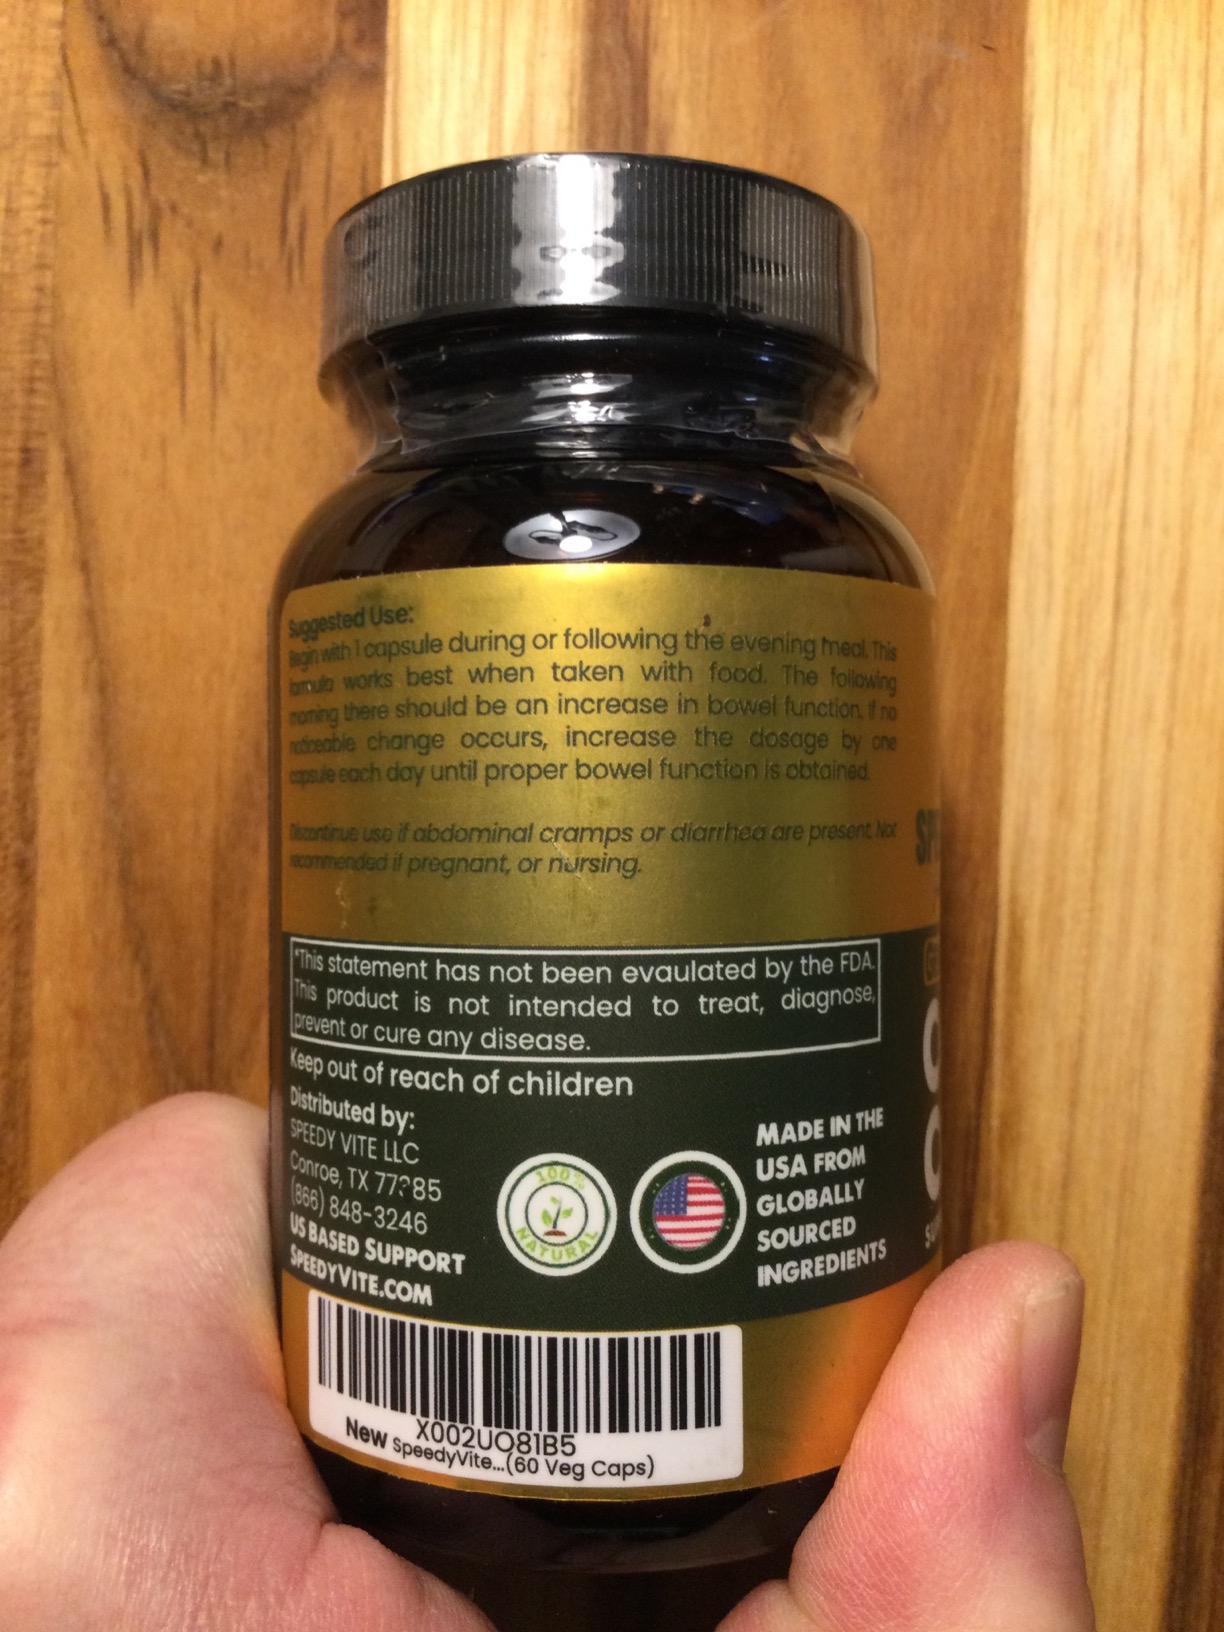 Suggested Use:
Begin with 1 capsule during or following the evening meal. This
formula works best when taken with food. The following
morning there should be an increase in bowel function. If no
noticeable change occurs, increase the dosage by one
capsule each day until proper bowel function is obtained.
Discontinue use if abdominal cramps or diarrhea are present. Not
recommended if pregnant, or nursing.
*This statement has not been evaulated by the FDA.
This product is not intended to treat, diagnose,
prevent or cure any disease.
Keep out of reach of children
Distributed by:
SPEEDY VITE LLC
Conroe, TX
(866) 848-3246
US BASED SUPPORT
SPEEDYVITE.COM
100%
NATURAL
MADE IN THE
USA FROM
GLOBALLY
SOURCED
INGREDIENTS
X002UO81B5
New SpeedyVite...(60 Veg Caps)